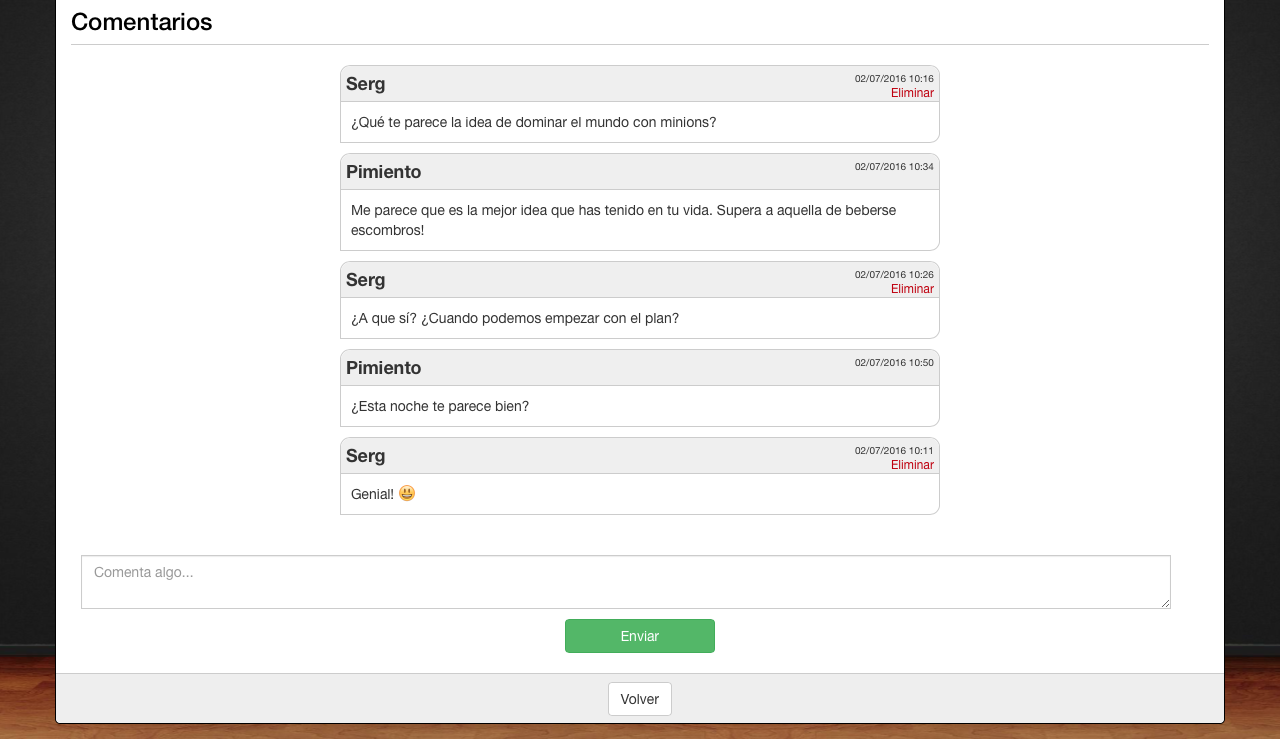 Comentarios
Serg
02/07/2016 10:16
Eliminar
¿Qué te parece la idea de dominar el mundo con minions?
Pimiento
02/07/2016 10:34
Me parece que es la mejor idea que has tenido en tu vida. Supera a aquella de beberse
escombros!
Serg
02/07/2016 10:26
Eliminar
¿A que sí? ¿Cuando podemos empezar con el plan?
Pimiento
02/07/2016 10:50
¿Esta noche te parece bien?
Serg
02/07/2016 10:11
Eliminar
Genial! 😃
Comenta algo...
Enviar
Volver